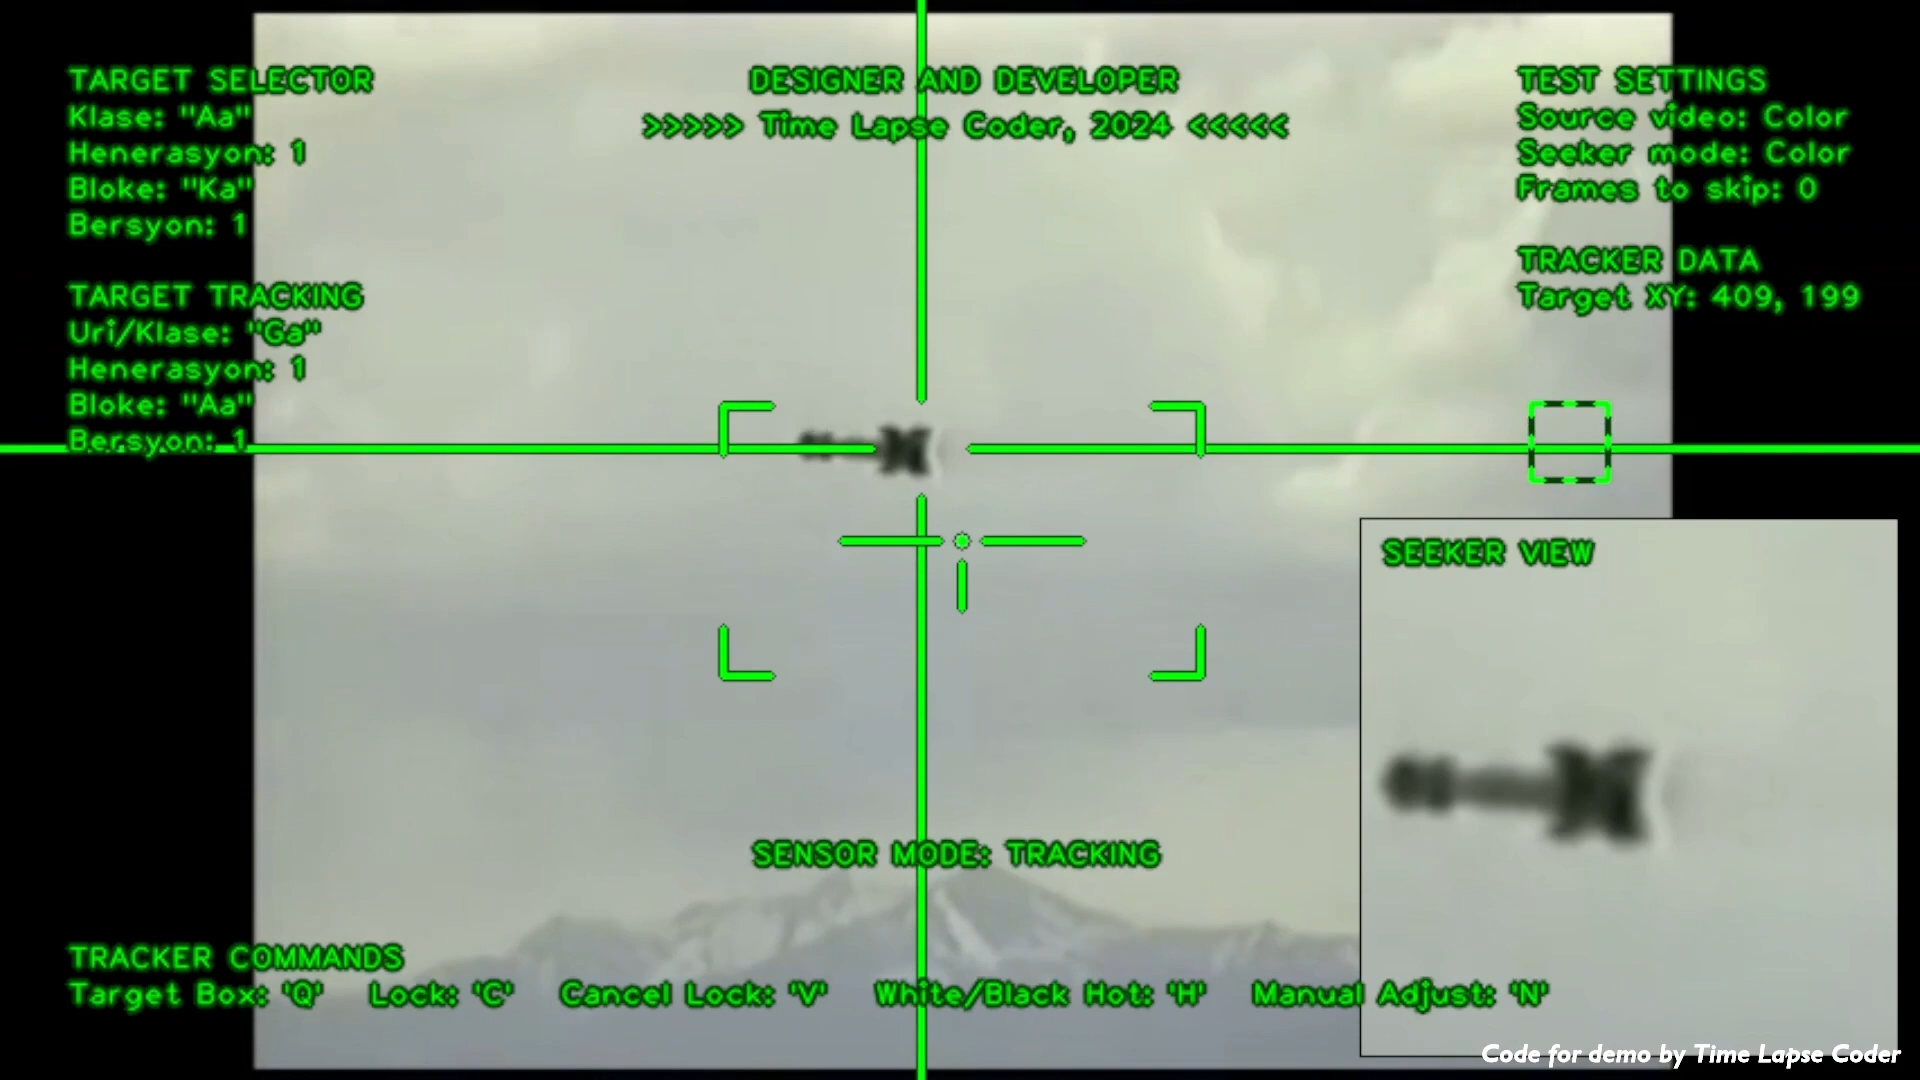 TARGET SELECTOR
Klase: "Aa"
Henerasyon: 1
Bloke: "Ka"
Bersyon: 1
TARGET TRACKING
Uri/Klase: "Ga"
Henerasyon: 1
Bloke: "Aa"
Bersyon: 1
DESIGNER AND DEVELOPER
>>>>> Time Lapse Coder, 2024 <<<<<
TEST SETTINGS
Source video: Color
Seeker mode: Color
Frames to skip: 0
TRACKER DATA
Target XY: 409, 199
SEEKER VIEW
SENSOR MODE: TRACKING
TRACKER COMMANDS
Target Box: 'Q' Lock: 'C' Cancel Lock: 'V' White/Black Hot: 'H' Manual Adjust: 'N'
Code for demo by Time Lapse Coder